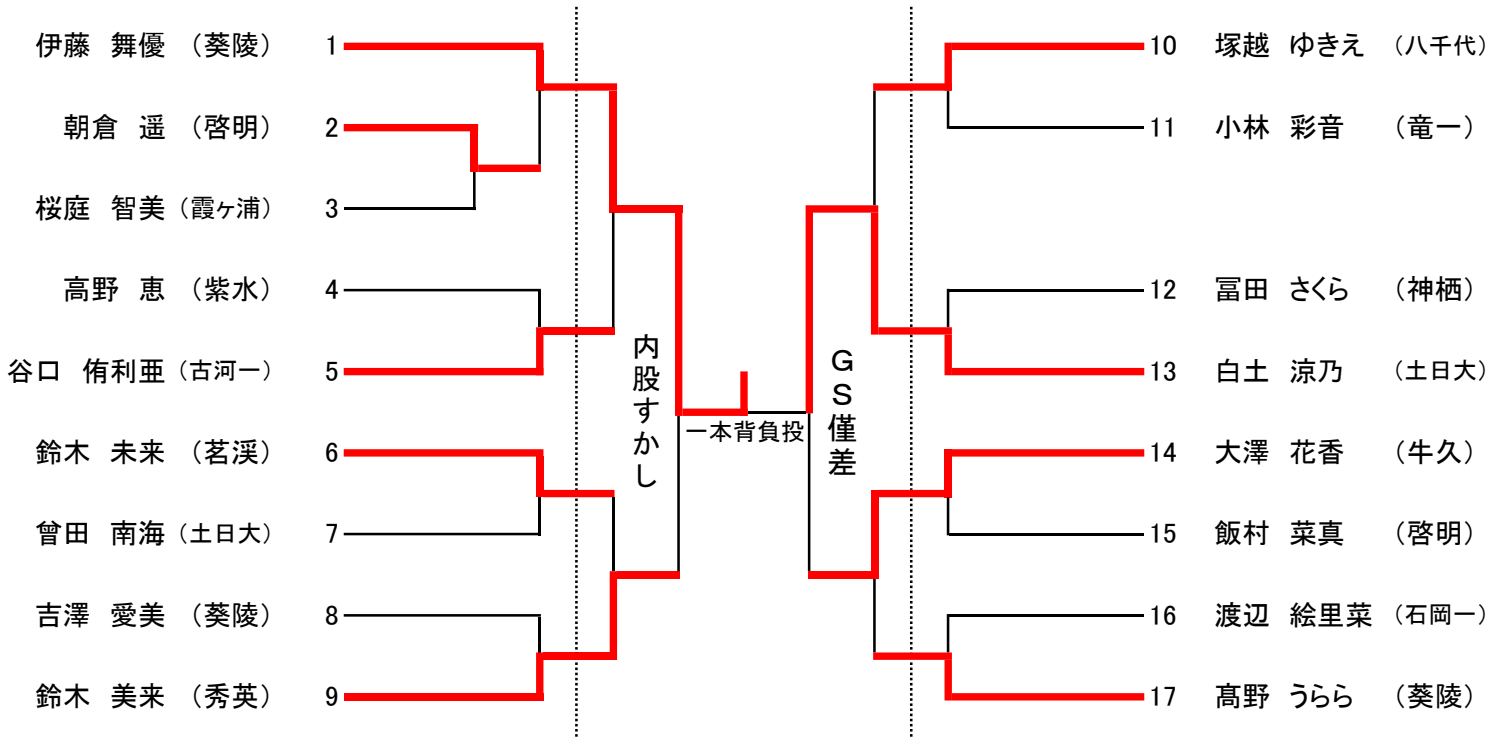 伊藤 舞優 （葵陵） 1
朝倉 遥 （啓明） 2
桜庭 智美 （霞ヶ浦） 3
高野 恵 （紫水） 4
谷口 侑利亜 （古河一） 5
鈴木 未来 （茗溪） 6
曾田 南海 （土日大） 7
吉澤 愛美 （葵陵） 8
鈴木 美来 （秀英） 9
内股すかし
一本背負投
GS僅差
10 塚越 ゆきえ （八千代）
11 小林 彩音 （竜一）
12 冨田 さくら （神栖）
13 白土 涼乃 （土日大）
14 大澤 花香 （牛久）
15 飯村 菜真 （啓明）
16 渡辺 絵里菜 （石岡一）
17 髙野 うらら （葵陵）